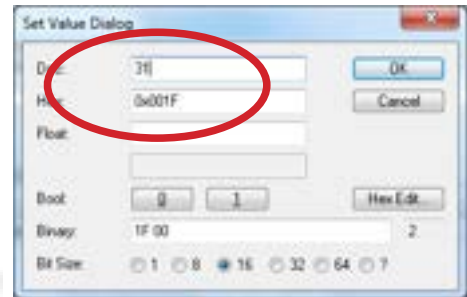 Set Value Dialog
Dec: 31 OK
Hex: 0x001F Cancel
Float:
Bool: 0 1 Hex Edit...
Binary: 1F 00 2
Bit Size: 1 8 16 32 64 ?